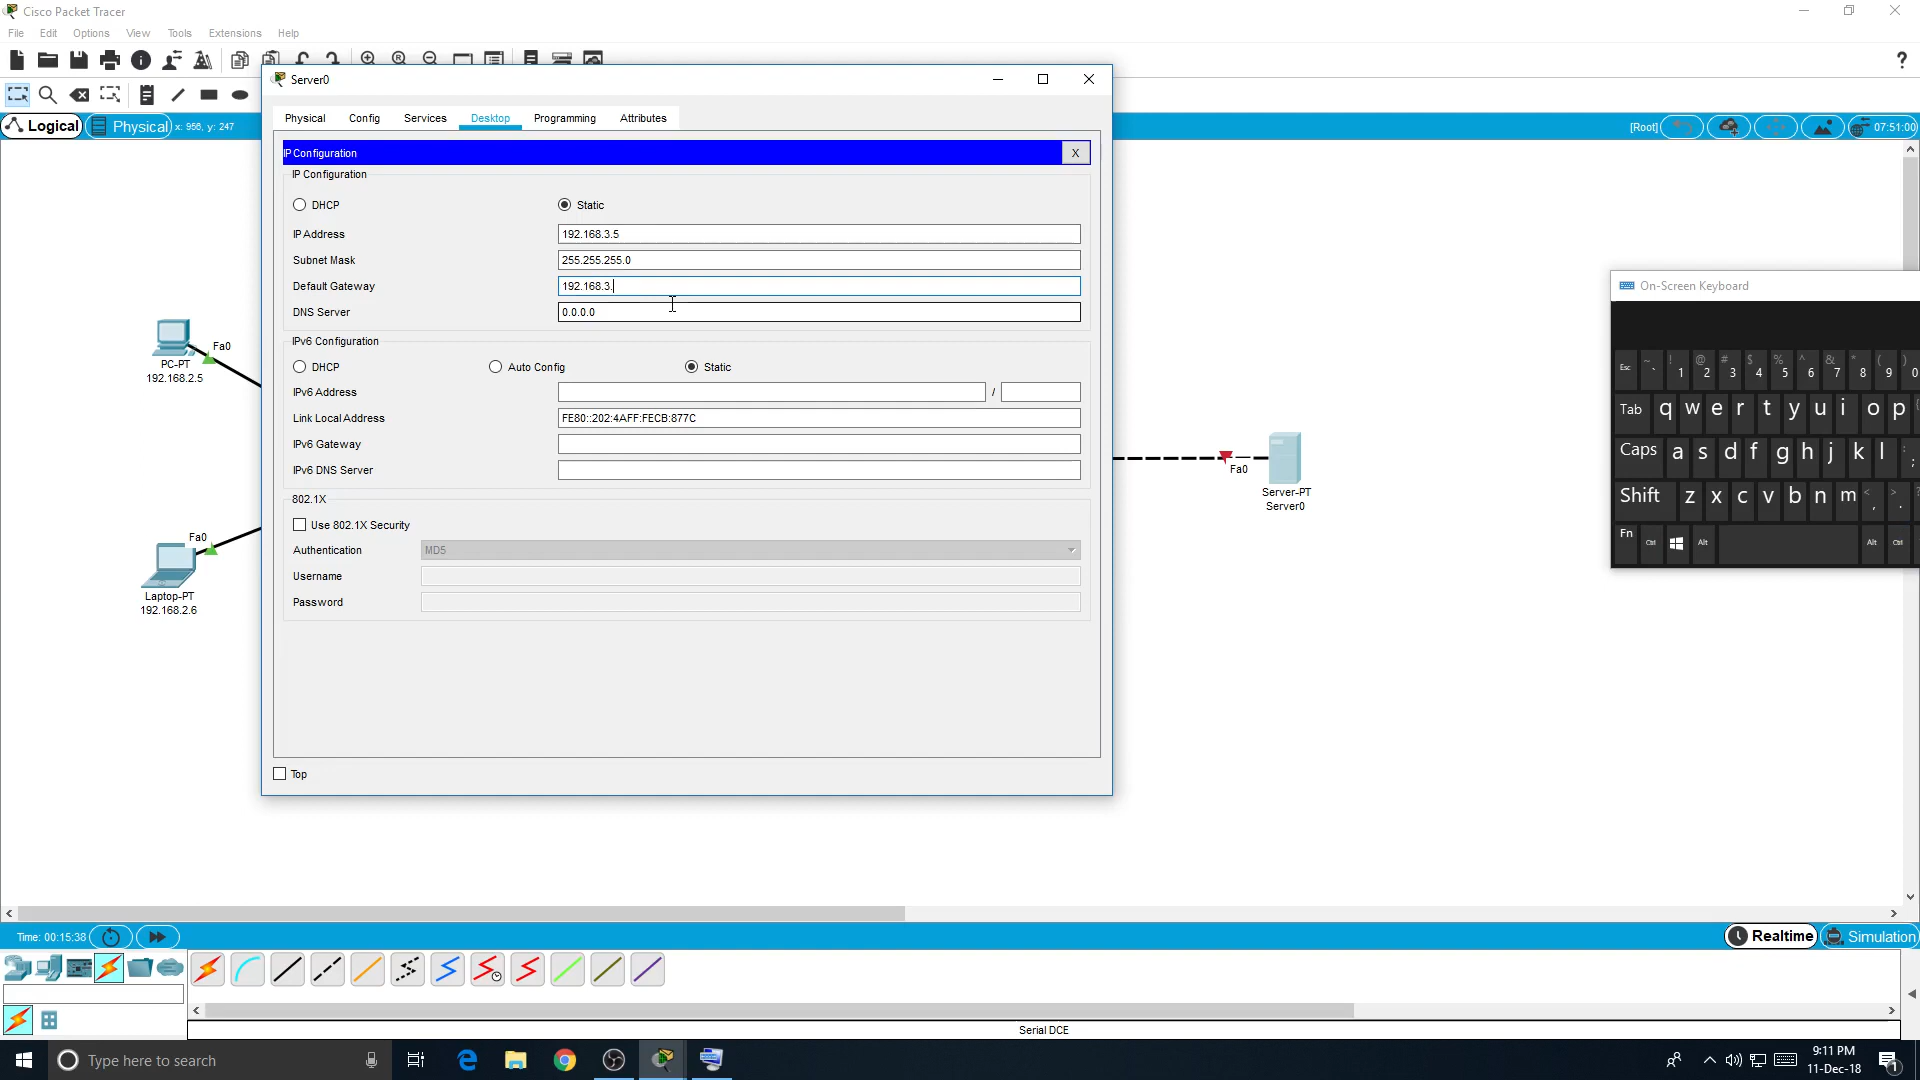 Cisco Packet Tracer
File Edit Options View Tools Extensions Help
Server0
Logical Physical x: 956, y: 247 [Root] 07:51:00
Physical Config Services Desktop Programming Attributes
IP Configuration X
IP Configuration
DHCP Static
IP Address 192.168.3.5
Subnet Mask 255.255.255.0
Default Gateway 192.168.3.
DNS Server 0.0.0.0
IPv6 Configuration
DHCP Auto Config Static
IPv6 Address /
Link Local Address FE80::202:4AFF:FECB:877C
IPv6 Gateway
IPv6 DNS Server
802.1X
Use 802.1X Security
Authentication MD5
Username
Password
Top
Fa0
PC-PT
192.168.2.5
Fa0
Laptop-PT
192.168.2.6
Fa0
Server-PT
Server0
On-Screen Keyboard
Esc ~ ` ! 1 @ 2 # 3 $ 4 % 5 ^ 6 & 7 * 8 ( 9 ) 0
Tab q w e r t y u i o p
Caps a s d f g h j k l : ;
Shift z x c v b n m < , > . ?
Fn Ctrl Alt Alt Ctrl
Time: 00:15:38 Realtime Simulation
Serial DCE
Type here to search
9:11 PM
11-Dec-18
1